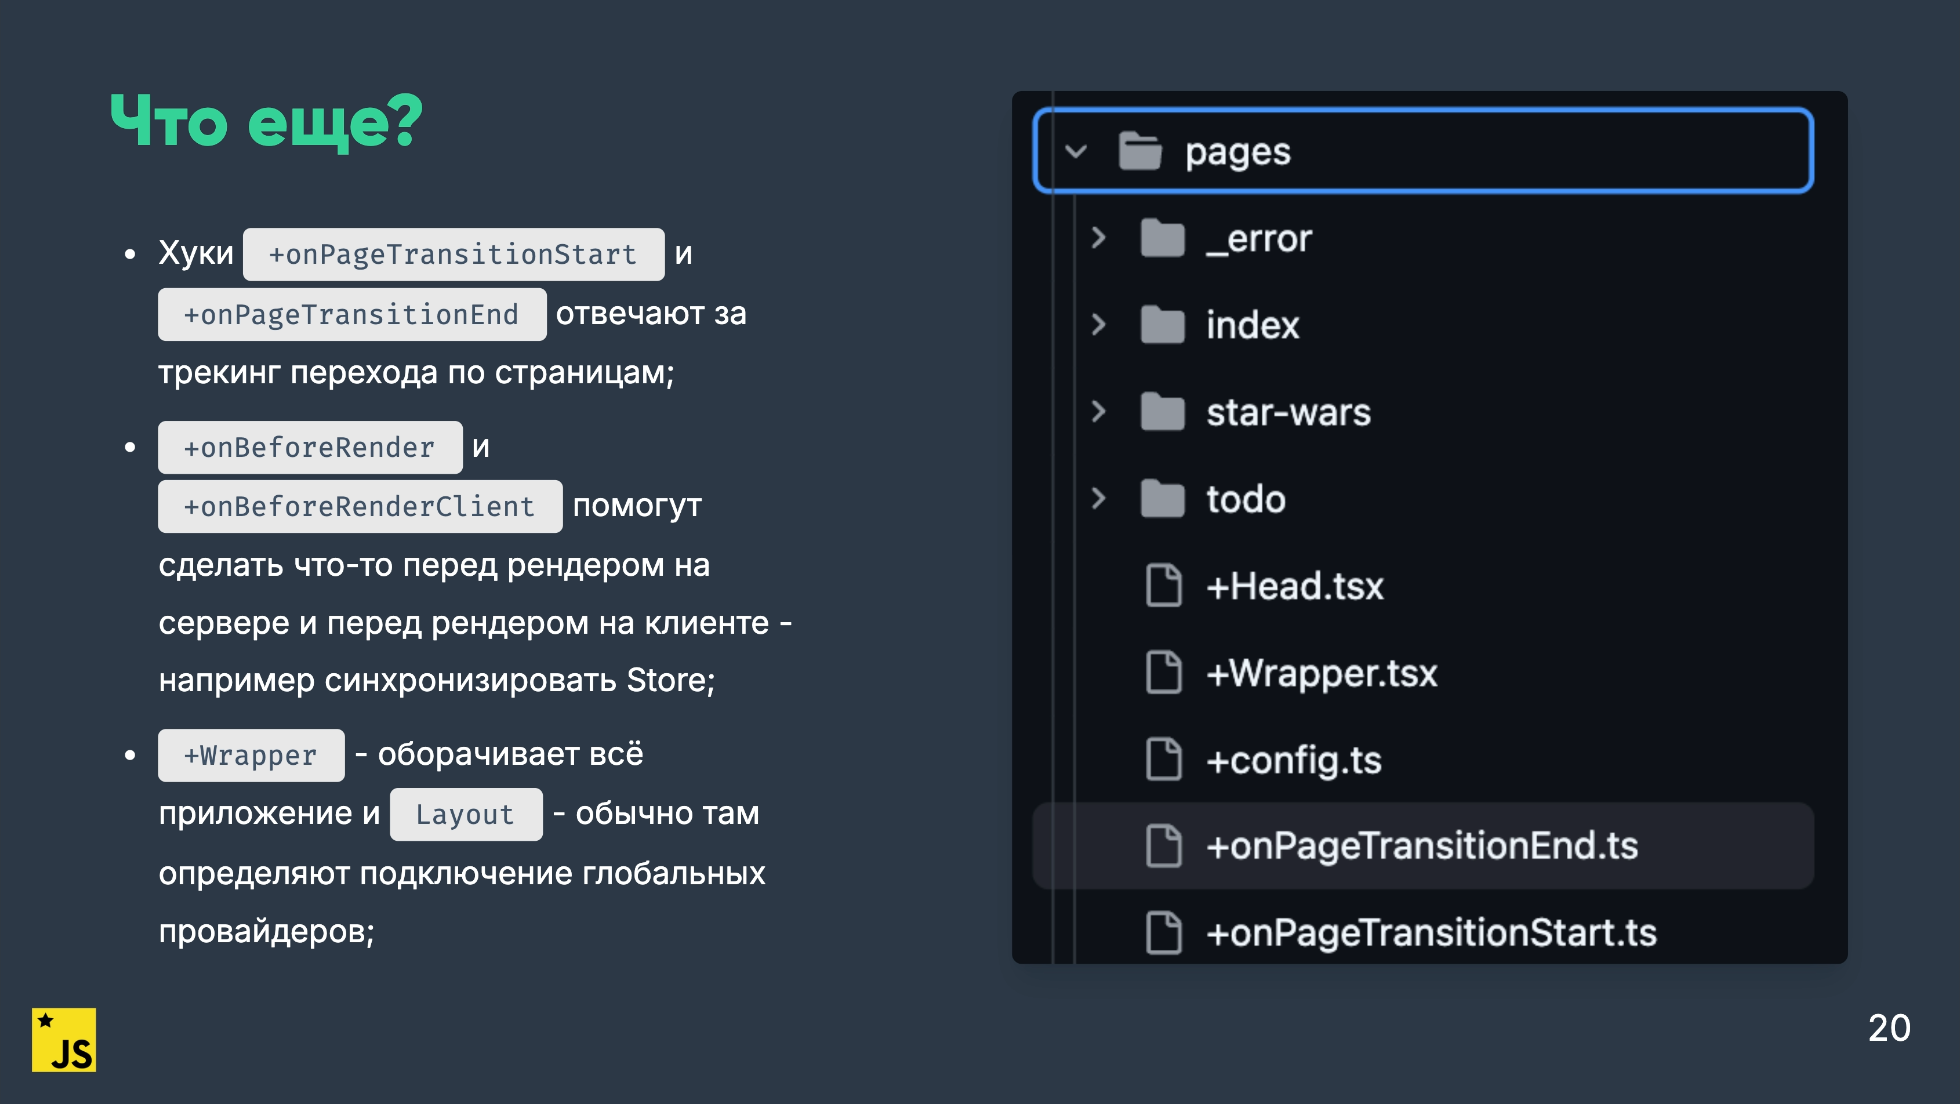 Что еще?
• Хуки +onPageTransitionStart и
+onPageTransitionEnd отвечают за
трекинг перехода по страницам;
• +onBeforeRender и
+onBeforeRenderClient помогут
сделать что-то перед рендером на
сервере и перед рендером на клиенте -
например синхронизировать Store;
• +Wrapper - оборачивает всё
приложение и Layout - обычно там
определяют подключение глобальных
провайдеров;
pages
_error
index
star-wars
todo
+Head.tsx
+Wrapper.tsx
+config.ts
+onPageTransitionEnd.ts
+onPageTransitionStart.ts
JS
20